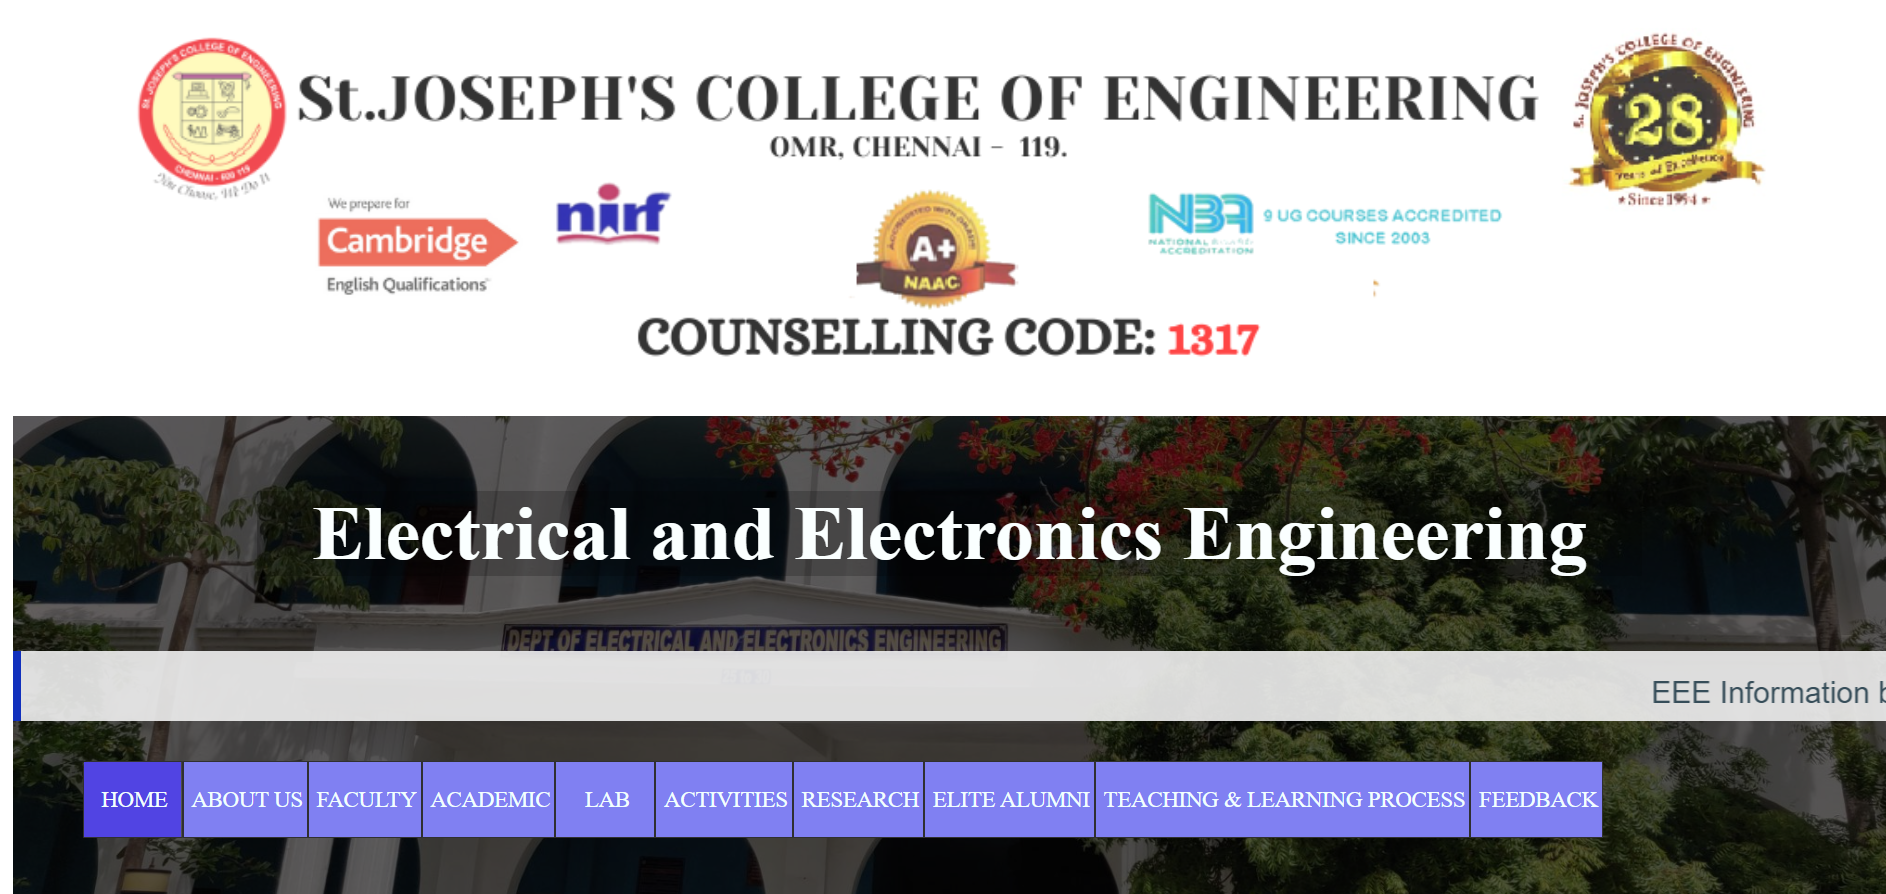 St. JOSEPH'S COLLEGE OF ENGINEERING
CHENNAI - 600 119
You Choose, We Do It
St.JOSEPH'S COLLEGE OF ENGINEERING
OMR, CHENNAI - 119.
St. JOSEPH'S COLLEGE OF ENGINEERING
28
Years of Excellence
Since 1994
We prepare for
Cambridge
English Qualifications
nirf
ACCREDITED WITH GRADE
A+
NAAC
NBA
NATIONAL BOARD
ACCREDITATION
9 UG COURSES ACCREDITED
SINCE 2003
COUNSELLING CODE: 1317
Electrical and Electronics Engineering
DEPT. OF ELECTRICAL AND ELECTRONICS ENGINEERING
EEE Information b
HOME ABOUT US FACULTY ACADEMIC LAB ACTIVITIES RESEARCH ELITE ALUMNI TEACHING & LEARNING PROCESS FEEDBACK